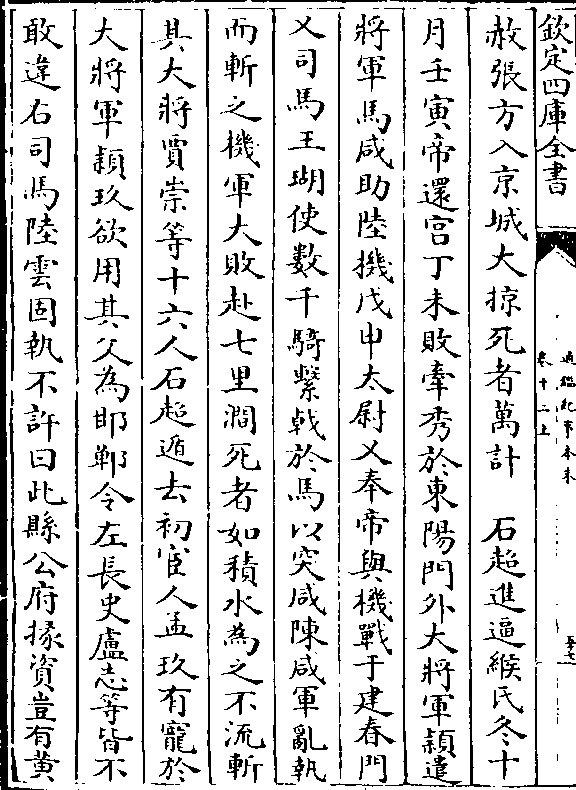 欽定四庫全書
通鑑紀事本末
卷十二上
赦張方入京城大掠死者萬計　石超進逼緱氏冬十
月壬寅帝還宫丁未敗牽秀於東陽門外大將軍頴遣
將軍馬咸助陸機戊申太尉乂奉帝與機戰于建春門
乂司馬王瑚使數千騎繫㦸於馬以突咸陳咸軍亂執
而斬之機軍大敗赴七里澗死者如積水為之不流斬
其大將賈崇等十六人石超遁去初宦人孟玖有寵於
大將軍頴玖欲用其父為邯鄲令左長史盧志等皆不
敢違右司馬陸雲固執不許曰此縣公府掾資豈有黄